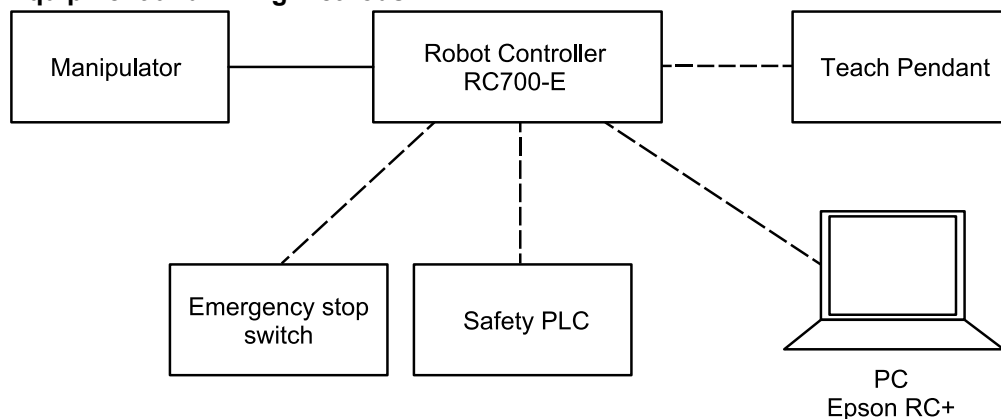 Manipulator
Robot Controller
RC700-E
Teach Pendant
Emergency stop
switch
Safety PLC
PC
Epson RC+